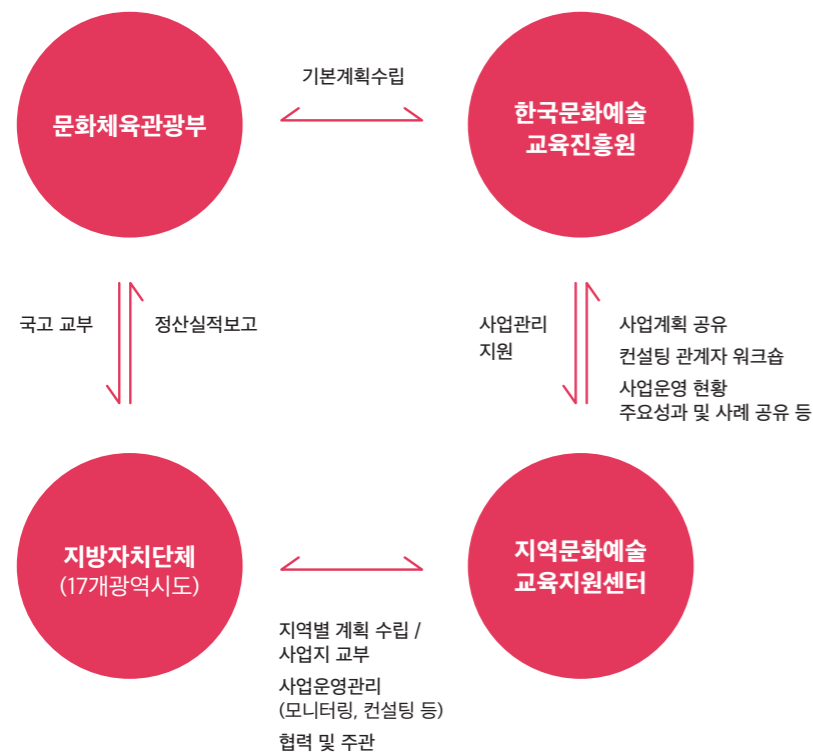 문화체육관광부
기본계획수립
한국문화예술
교육진흥원
국고 교부
정산실적보고
사업관리
지원
사업계획 공유
컨설팅 관계자 워크숍
사업운영 현황
주요성과 및 사례 공유 등
지방자치단체
(17개광역시도)
지역문화예술
교육지원센터
지역별 계획 수립 /
사업지 교부
사업운영관리
(모니터링, 컨설팅 등)
협력 및 주관